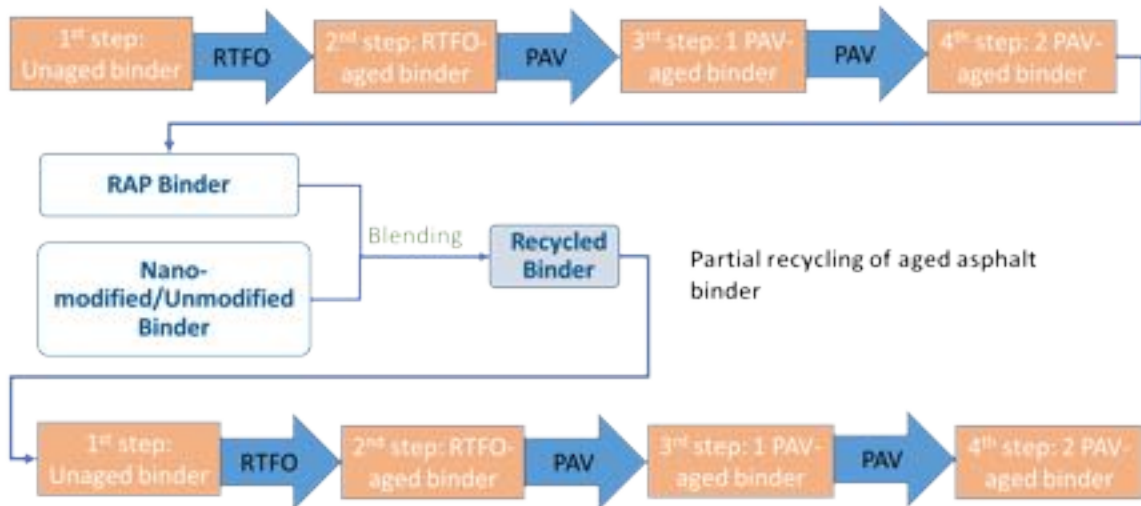 1st step:
Unaged binder
RTFO
2nd step: RTFO-
aged binder
PAV
3rd step: 1 PAV-
aged binder
PAV
4th step: 2 PAV-
aged binder
RAP Binder
Nano-
modified/Unmodified
Binder
Blending
Recycled
Binder
Partial recycling of aged asphalt
binder
1st step:
Unaged binder
RTFO
2nd step: RTFO-
aged binder
PAV
3rd step: 1 PAV-
aged binder
PAV
4th step: 2 PAV-
aged binder